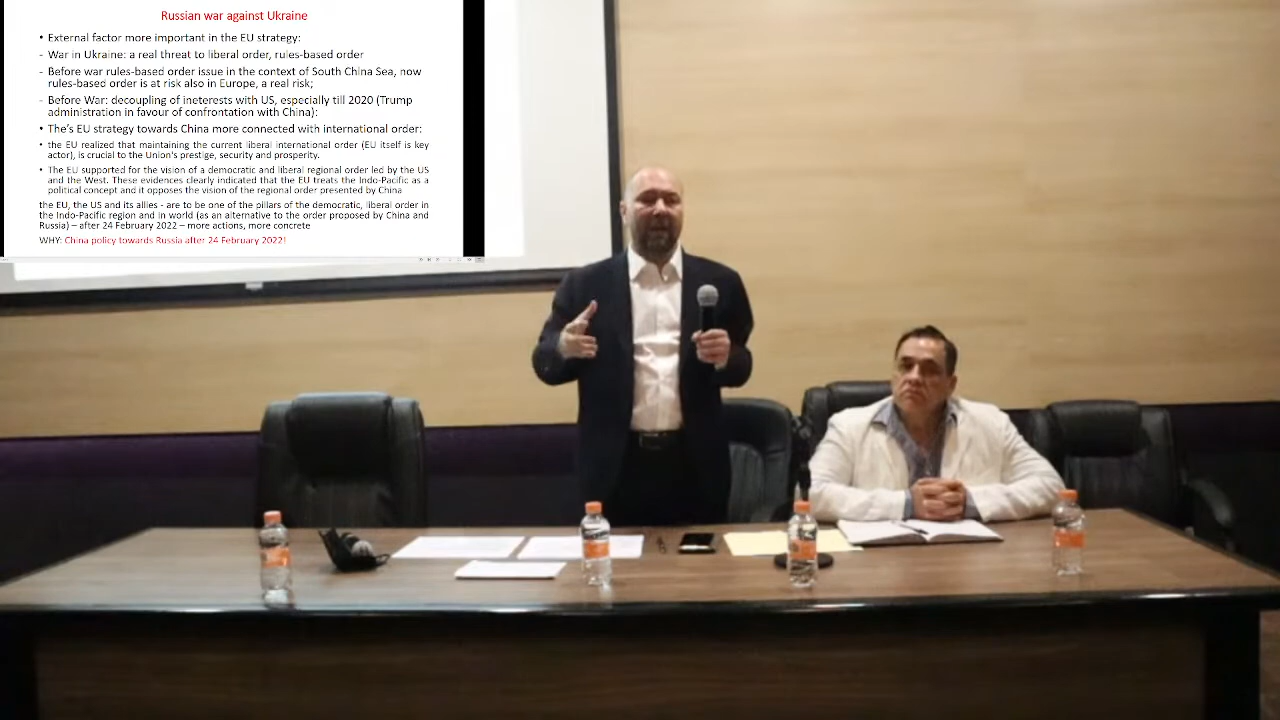 Russian war against Ukraine
• External factor more important in the EU strategy:
- War in Ukraine: a real threat to liberal order, rules-based order
- Before war rules-based order issue in the context of South China Sea, now
rules-based order is at risk also in Europe, a real risk;
- Before War: decoupling of ineterests with US, especially till 2020 (Trump
administration in favour of confrontation with China):
• The's EU strategy towards China more connected with international order:
• the EU realized that maintaining the current liberal international order (EU itself is key
actor), is crucial to the Union's prestige, security and prosperity.
• The EU supported for the vision of a democratic and liberal regional order led by the US
and the West. These evidences clearly indicated that the EU treats the Indo-Pacific as a
political concept and it opposes the vision of the regional order presented by China
the EU, the US and its allies - are to be one of the pillars of the democratic, liberal order in
the Indo-Pacific region and in world (as an alternative to the order proposed by China and
Russia) – after 24 February 2022 – more actions, more concrete
WHY: China policy towards Russia after 24 February 2022!